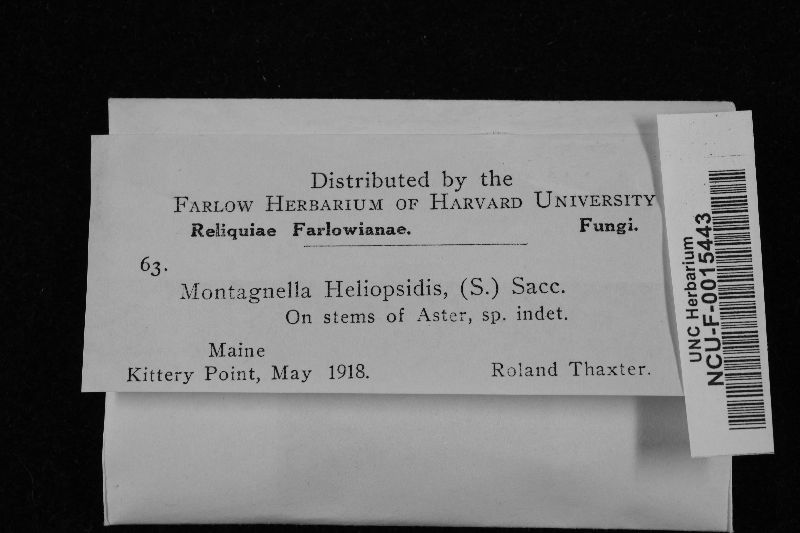 Distributed by the
FARLOW HERBARIUM OF HARVARD UNIVERSITY
Reliquiae Farlowianae. Fungi.
63.
Montagnella Heliopsidis, (S.) Sacc.
On stems of Aster, sp. indet.
Maine
Kittery Point, May 1918. Roland Thaxter.
UNC Herbarium
NCU-F-0015443